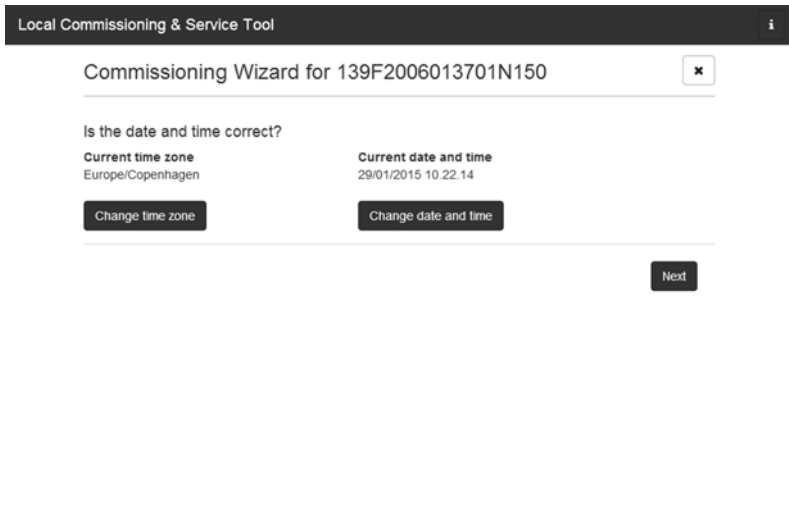 Local Commissioning & Service Tool
i
Commissioning Wizard for 139F2006013701N150
Is the date and time correct?
Current time zone
Europe/Copenhagen
Change time zone
Current date and time
29/01/2015 10.22.14
Change date and time
Next